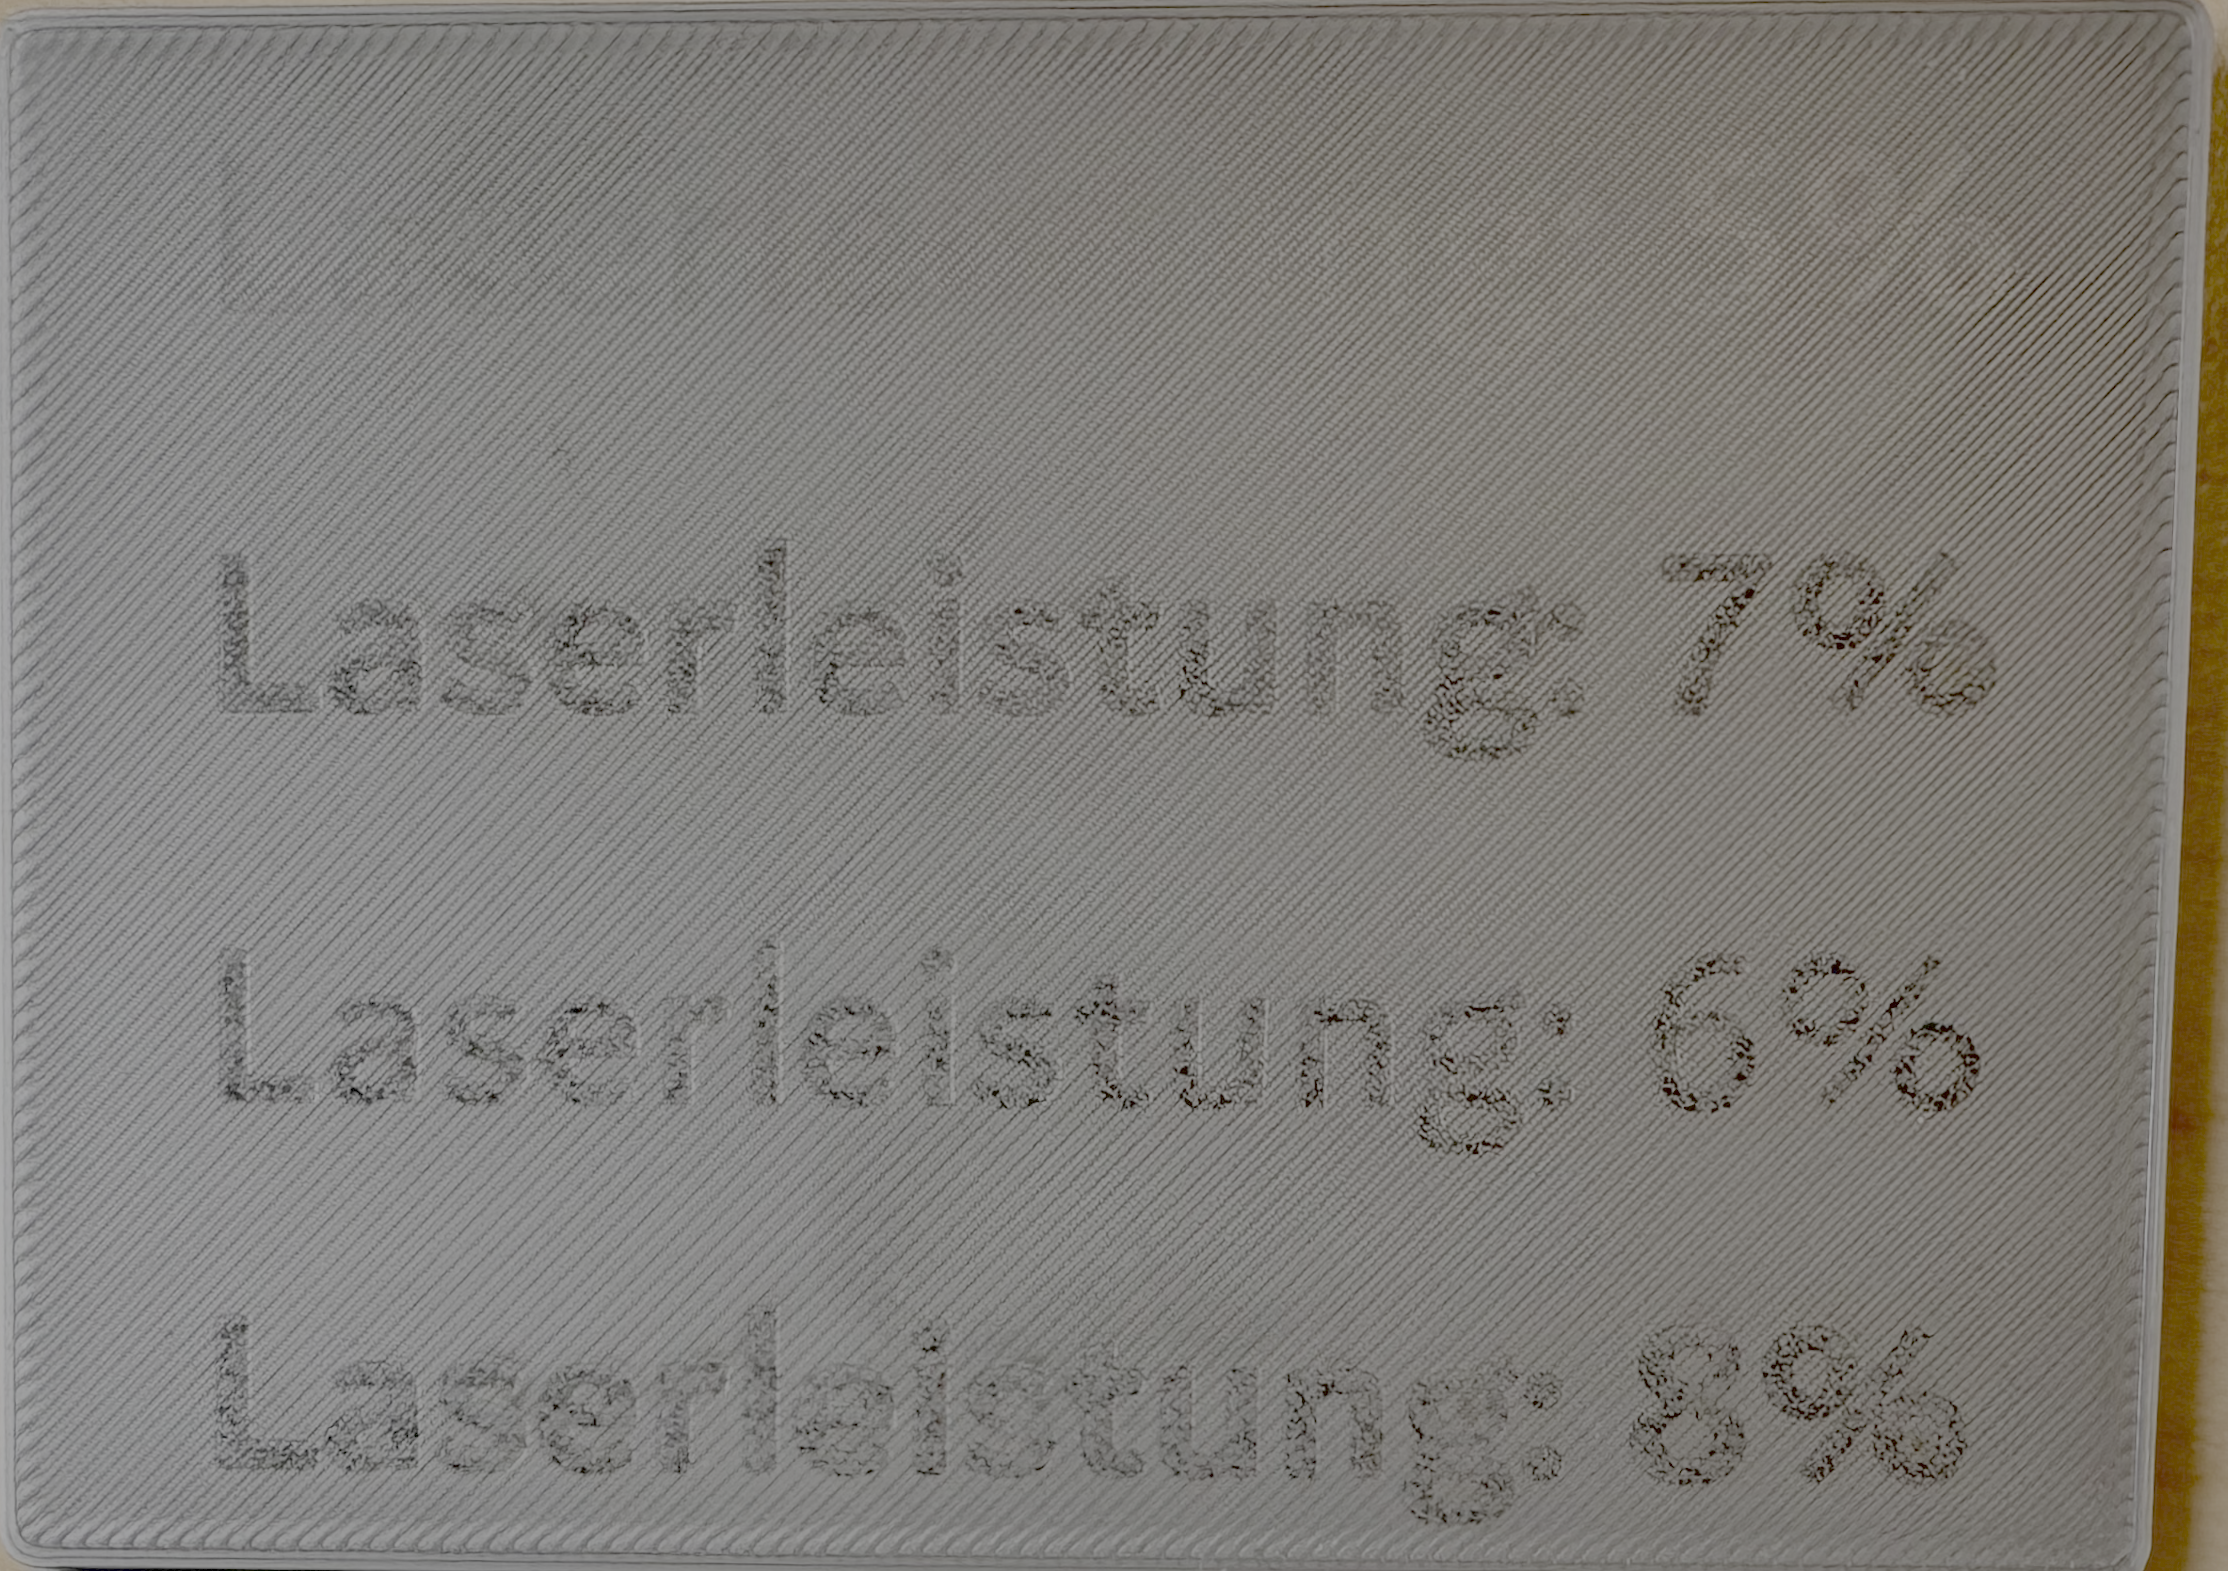 Laserleistung: 7%
Laserleistung: 6%
Laserleistung: 8%